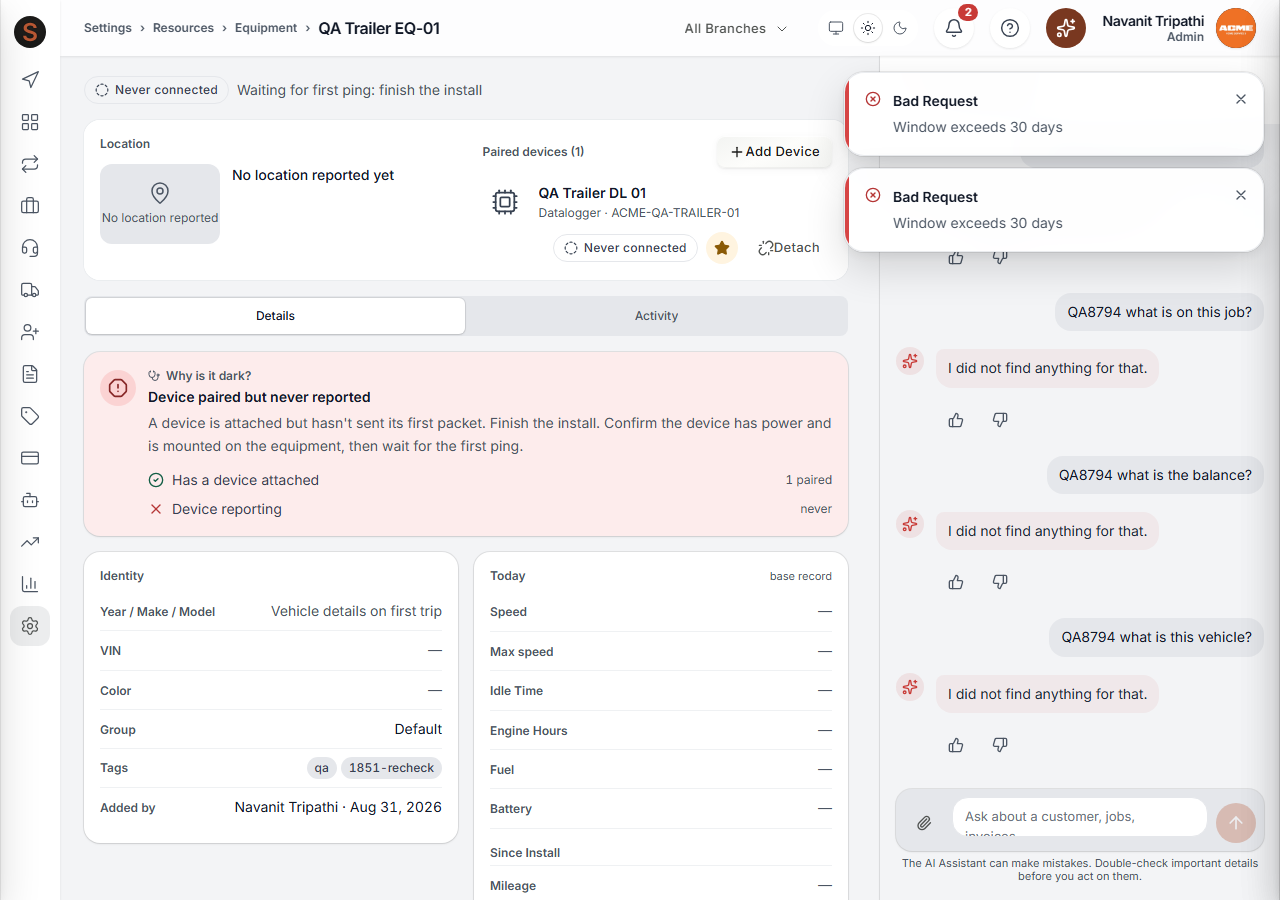 S
Settings › Resources › Equipment › QA Trailer EQ-01
All Branches
2
Navanit Tripathi
Admin
ACME
Never connected
Waiting for first ping: finish the install
Location
No location reported
No location reported yet
Paired devices (1)
Add Device
QA Trailer DL 01
Datalogger · ACME-QA-TRAILER-01
Never connected
Detach
Details
Activity
Why is it dark?
Device paired but never reported
A device is attached but hasn't sent its first packet. Finish the install. Confirm the device has power and
is mounted on the equipment, then wait for the first ping.
Has a device attached
1 paired
Device reporting
never
Identity
Year / Make / Model
Vehicle details on first trip
VIN
—
Color
—
Group
Default
Tags
qa
1851-recheck
Added by
Navanit Tripathi · Aug 31, 2026
Today
base record
Speed
—
Max speed
—
Idle Time
—
Engine Hours
—
Fuel
—
Battery
—
Since Install
Mileage
—
Bad Request
Window exceeds 30 days
Bad Request
Window exceeds 30 days
QA8794 what is on this job?
I did not find anything for that.
QA8794 what is the balance?
I did not find anything for that.
QA8794 what is this vehicle?
I did not find anything for that.
Ask about a customer, jobs,
invoices
The AI Assistant can make mistakes. Double-check important details
before you act on them.